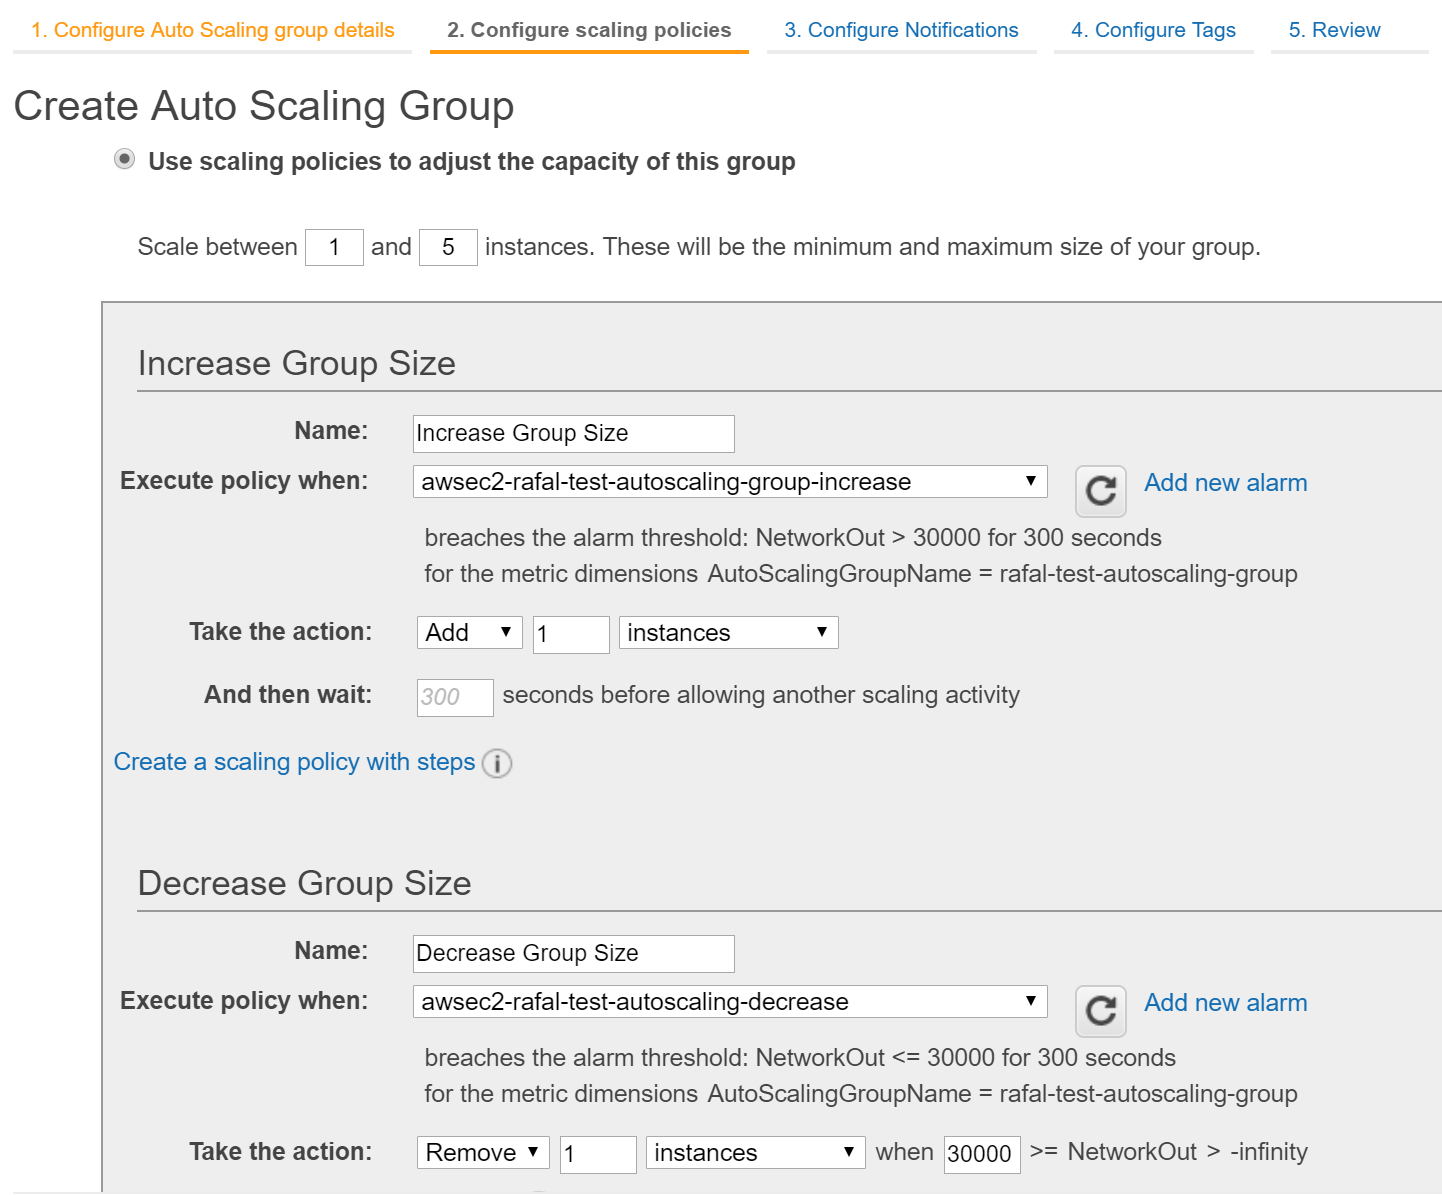 1. Configure Auto Scaling group details 2. Configure scaling policies 3. Configure Notifications 4. Configure Tags 5. Review
Create Auto Scaling Group
Use scaling policies to adjust the capacity of this group
Scale between 1 and 5 instances. These will be the minimum and maximum size of your group.
Increase Group Size
Name: Increase Group Size
Execute policy when: awsec2-rafal-test-autoscaling-group-increase Add new alarm
breaches the alarm threshold: NetworkOut > 30000 for 300 seconds
for the metric dimensions AutoScalingGroupName = rafal-test-autoscaling-group
Take the action: Add 1 instances
And then wait: 300 seconds before allowing another scaling activity
Create a scaling policy with steps i
Decrease Group Size
Name: Decrease Group Size
Execute policy when: awsec2-rafal-test-autoscaling-decrease Add new alarm
breaches the alarm threshold: NetworkOut <= 30000 for 300 seconds
for the metric dimensions AutoScalingGroupName = rafal-test-autoscaling-group
Take the action: Remove 1 instances when 30000 >= NetworkOut > -infinity